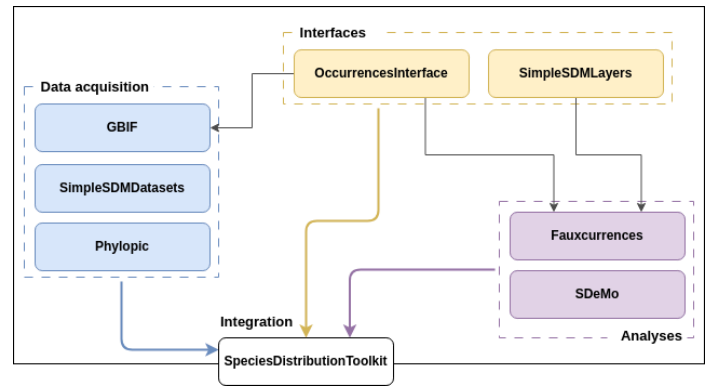 Interfaces
OccurrencesInterface
SimpleSDMLayers
Data acquisition
GBIF
SimpleSDMDatasets
Phylopic
Fauxcurrences
SDeMo
Analyses
Integration
SpeciesDistributionToolkit